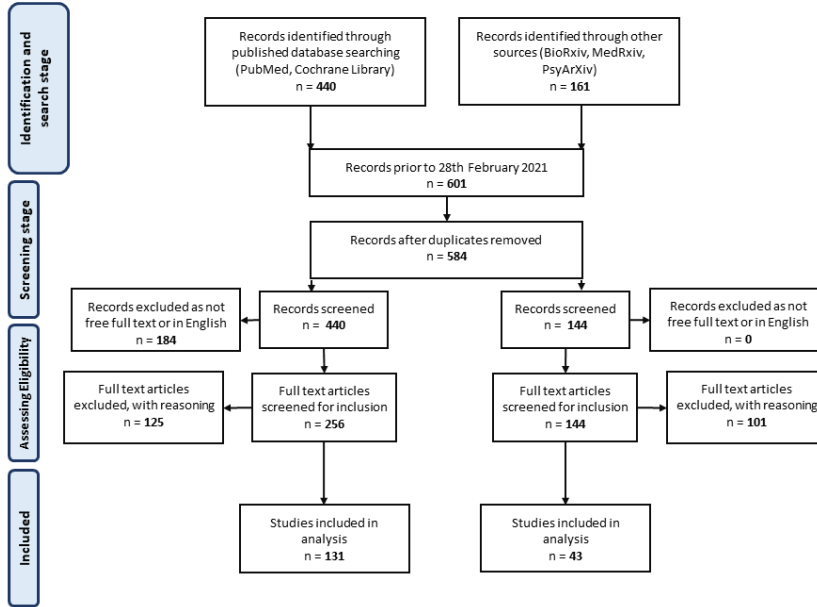 Identification and
search stage
Records identified through
published database searching
(PubMed, Cochrane Library)
n = 440
Records identified through other
sources (BioRxiv, MedRxiv,
PsyArXiv)
n = 161
Records prior to 28th February 2021
n = 601
Screening stage
Records after duplicates removed
n = 584
Records excluded as not
free full text or in English
n = 184
Records screened
n = 440
Records screened
n = 144
Records excluded as not
free full text or in English
n = 0
Assessing Eligibility
Full text articles
excluded, with reasoning
n = 125
Full text articles
screened for inclusion
n = 256
Full text articles
screened for inclusion
n = 144
Full text articles
excluded, with reasoning
n = 101
Included
Studies included in
analysis
n = 131
Studies included in
analysis
n = 43